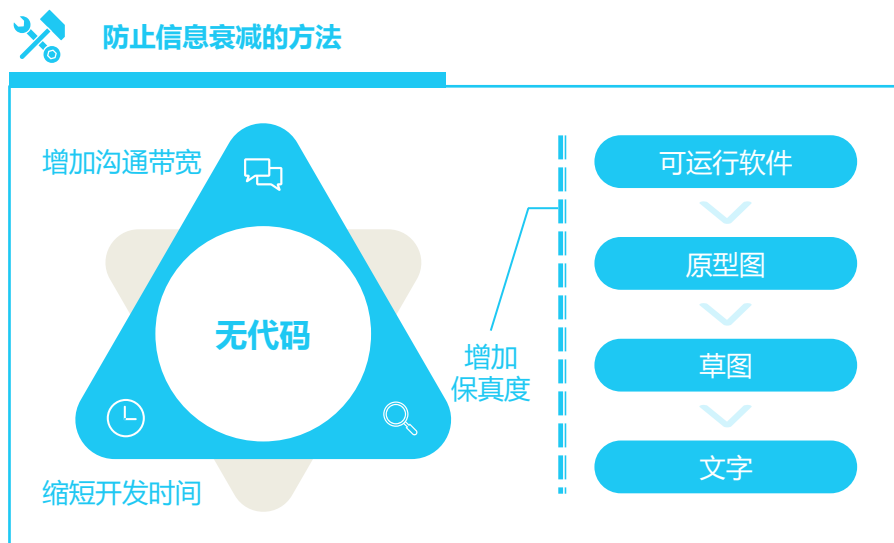 防止信息衰减的方法
增加沟通带宽
无代码
缩短开发时间
增加
保真度
可运行软件
原型图
草图
文字